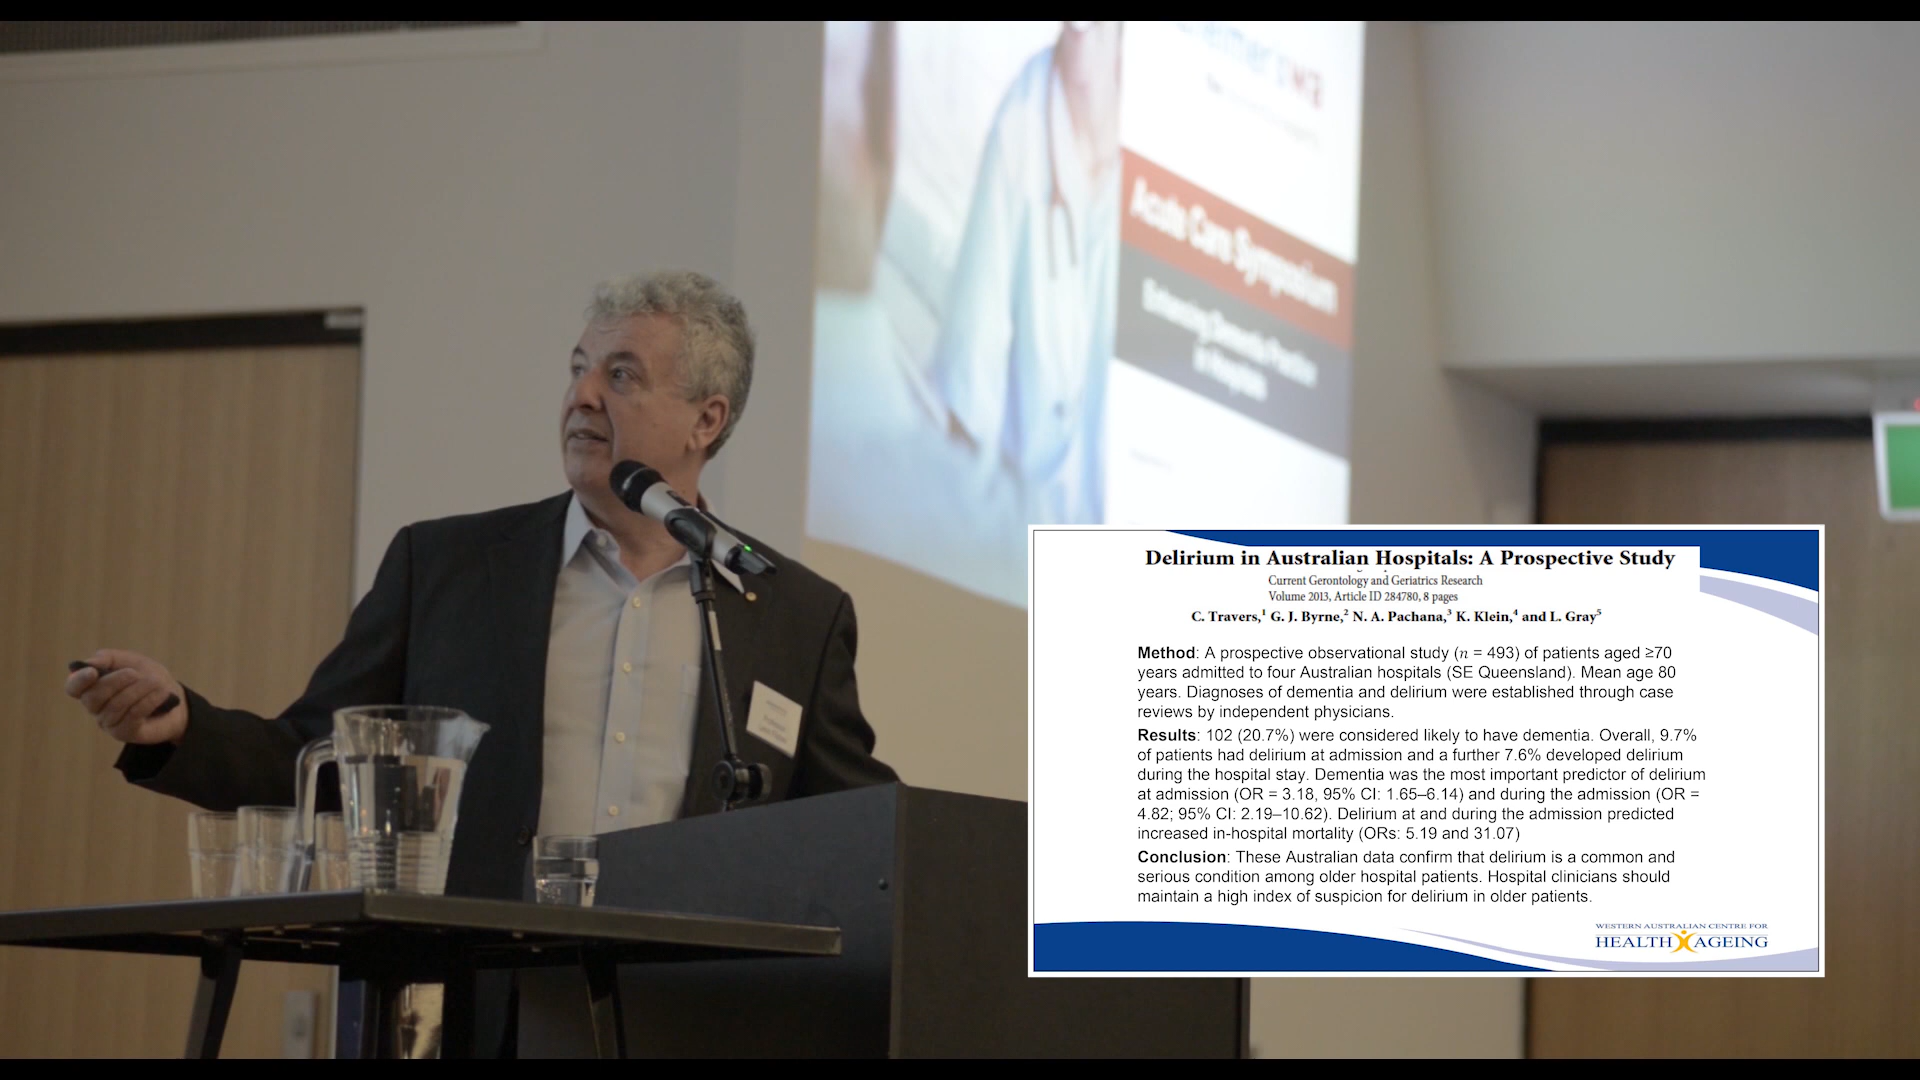 Acute Care Symposium
Enhancing Dementia Practice
in Hospitals
Delirium in Australian Hospitals: A Prospective Study
Current Gerontology and Geriatrics Research
Volume 2013, Article ID 284780, 8 pages
C. Travers,¹ G. J. Byrne,² N. A. Pachana,³ K. Klein,⁴ and L. Gray⁵
Method: A prospective observational study (n = 493) of patients aged ≥70
years admitted to four Australian hospitals (SE Queensland). Mean age 80
years. Diagnoses of dementia and delirium were established through case
reviews by independent physicians.
Results: 102 (20.7%) were considered likely to have dementia. Overall, 9.7%
of patients had delirium at admission and a further 7.6% developed delirium
during the hospital stay. Dementia was the most important predictor of delirium
at admission (OR = 3.18, 95% CI: 1.65–6.14) and during the admission (OR =
4.82; 95% CI: 2.19–10.62). Delirium at and during the admission predicted
increased in-hospital mortality (ORs: 5.19 and 31.07)
Conclusion: These Australian data confirm that delirium is a common and
serious condition among older hospital patients. Hospital clinicians should
maintain a high index of suspicion for delirium in older patients.
WESTERN AUSTRALIAN CENTRE FOR
HEALTH AGEING